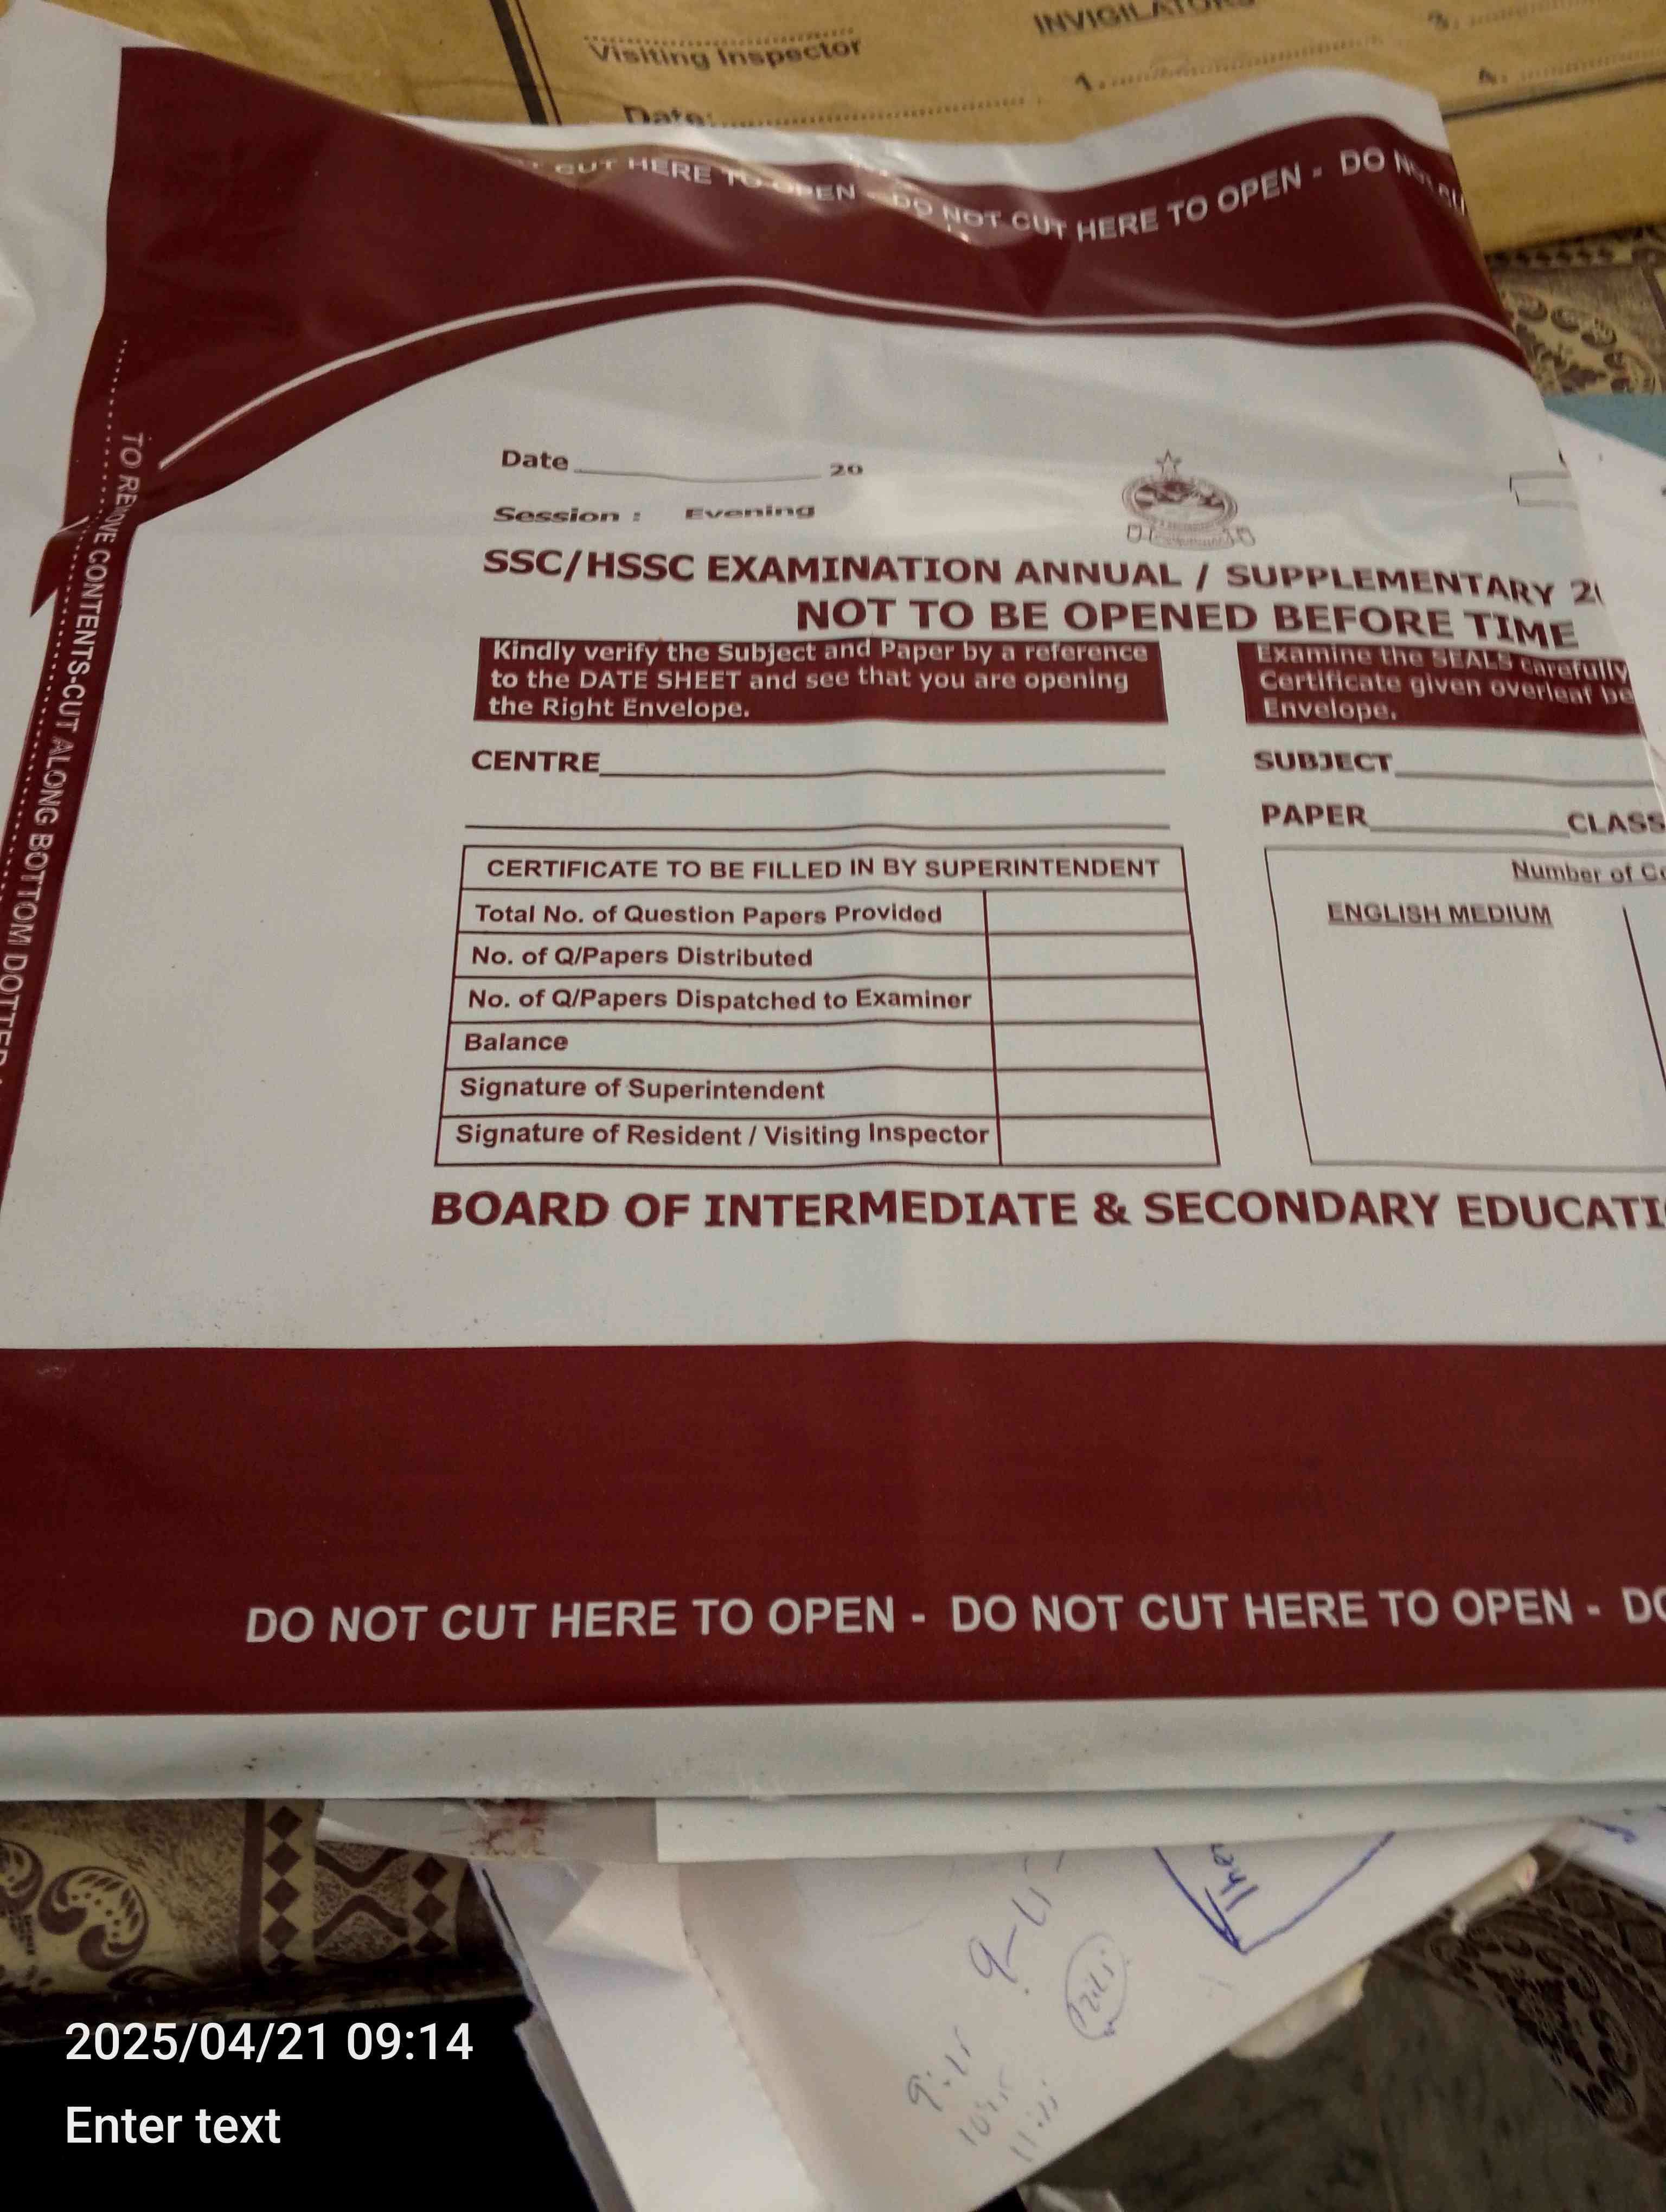 INVIGILATORS
Visiting Inspector
3.
1.
4.
Date:
CUT HERE TO OPEN - DO NOT CUT HERE TO OPEN - DO NOT
TO REMOVE CONTENTS-CUT ALONG BOTTOM DOTTED
Date 20
Session : Evening
SSC/HSSC EXAMINATION ANNUAL / SUPPLEMENTARY 20
NOT TO BE OPENED BEFORE TIME
Kindly verify the Subject and Paper by a reference
to the DATE SHEET and see that you are opening
the Right Envelope.
Examine the SEALS carefully
Certificate given overleaf be
Envelope.
CENTRE
SUBJECT
PAPER CLASS
CERTIFICATE TO BE FILLED IN BY SUPERINTENDENT
Total No. of Question Papers Provided
No. of Q/Papers Distributed
No. of Q/Papers Dispatched to Examiner
Balance
Signature of Superintendent
Signature of Resident / Visiting Inspector
Number of Co
ENGLISH MEDIUM
BOARD OF INTERMEDIATE & SECONDARY EDUCATI
DO NOT CUT HERE TO OPEN - DO NOT CUT HERE TO OPEN - DO
2025/04/21 09:14
Enter text